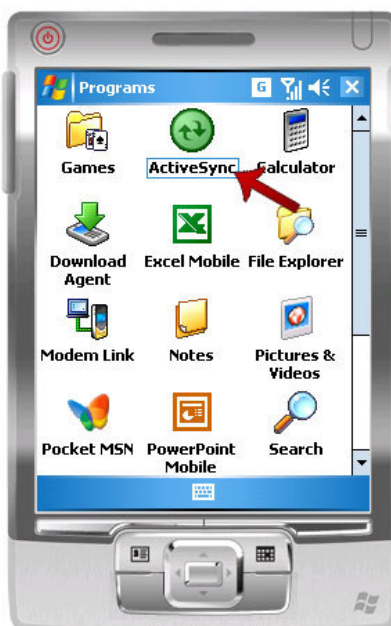 Programs
G
Games
ActiveSync
Calculator
Download
Agent
Excel Mobile
File Explorer
Modem Link
Notes
Pictures &
Videos
Pocket MSN
PowerPoint
Mobile
Search